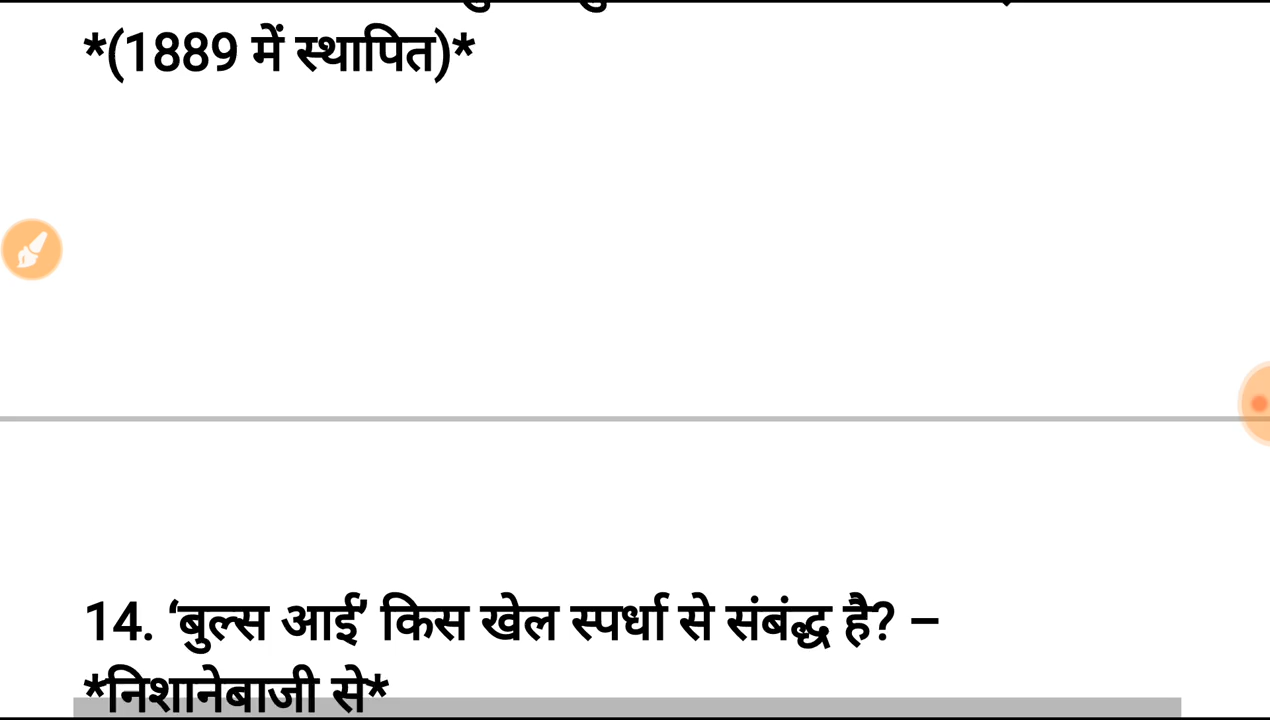 *(1889 में स्थापित)*
14. ‘बुल्स आई’ किस खेल स्पर्धा से संबंद्ध है? –
*निशानेबाजी से*